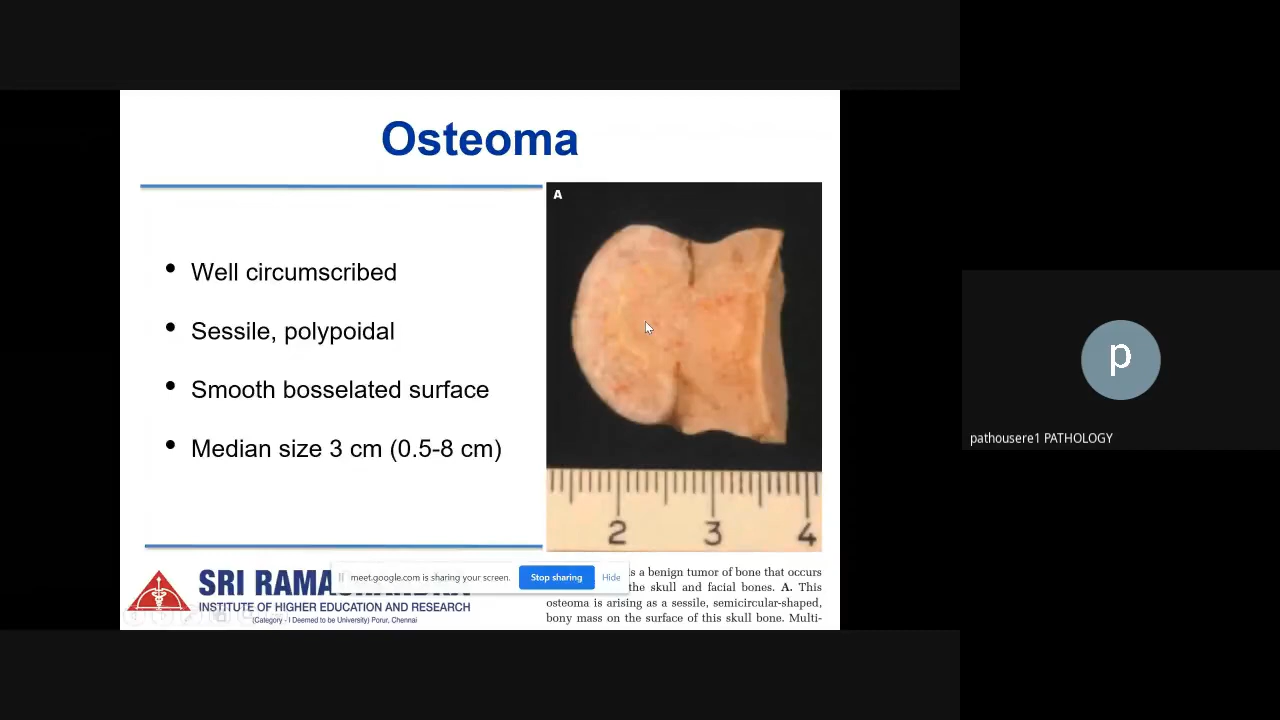 Osteoma
• Well circumscribed
• Sessile, polypoidal
• Smooth bosselated surface
• Median size 3 cm (0.5-8 cm)
A
2 3 4
s a benign tumor of bone that occurs
the skull and facial bones. A. This
osteoma is arising as a sessile, semicircular-shaped,
bony mass on the surface of this skull bone. Multi-
SRI
INSTITUTE OF HIGHER EDUCATION AND RESEARCH
(Category - I Deemed to be University) Porur, Chennai
meet.google.com is sharing your screen.
Stop sharing
Hide
p
pathousere1 PATHOLOGY